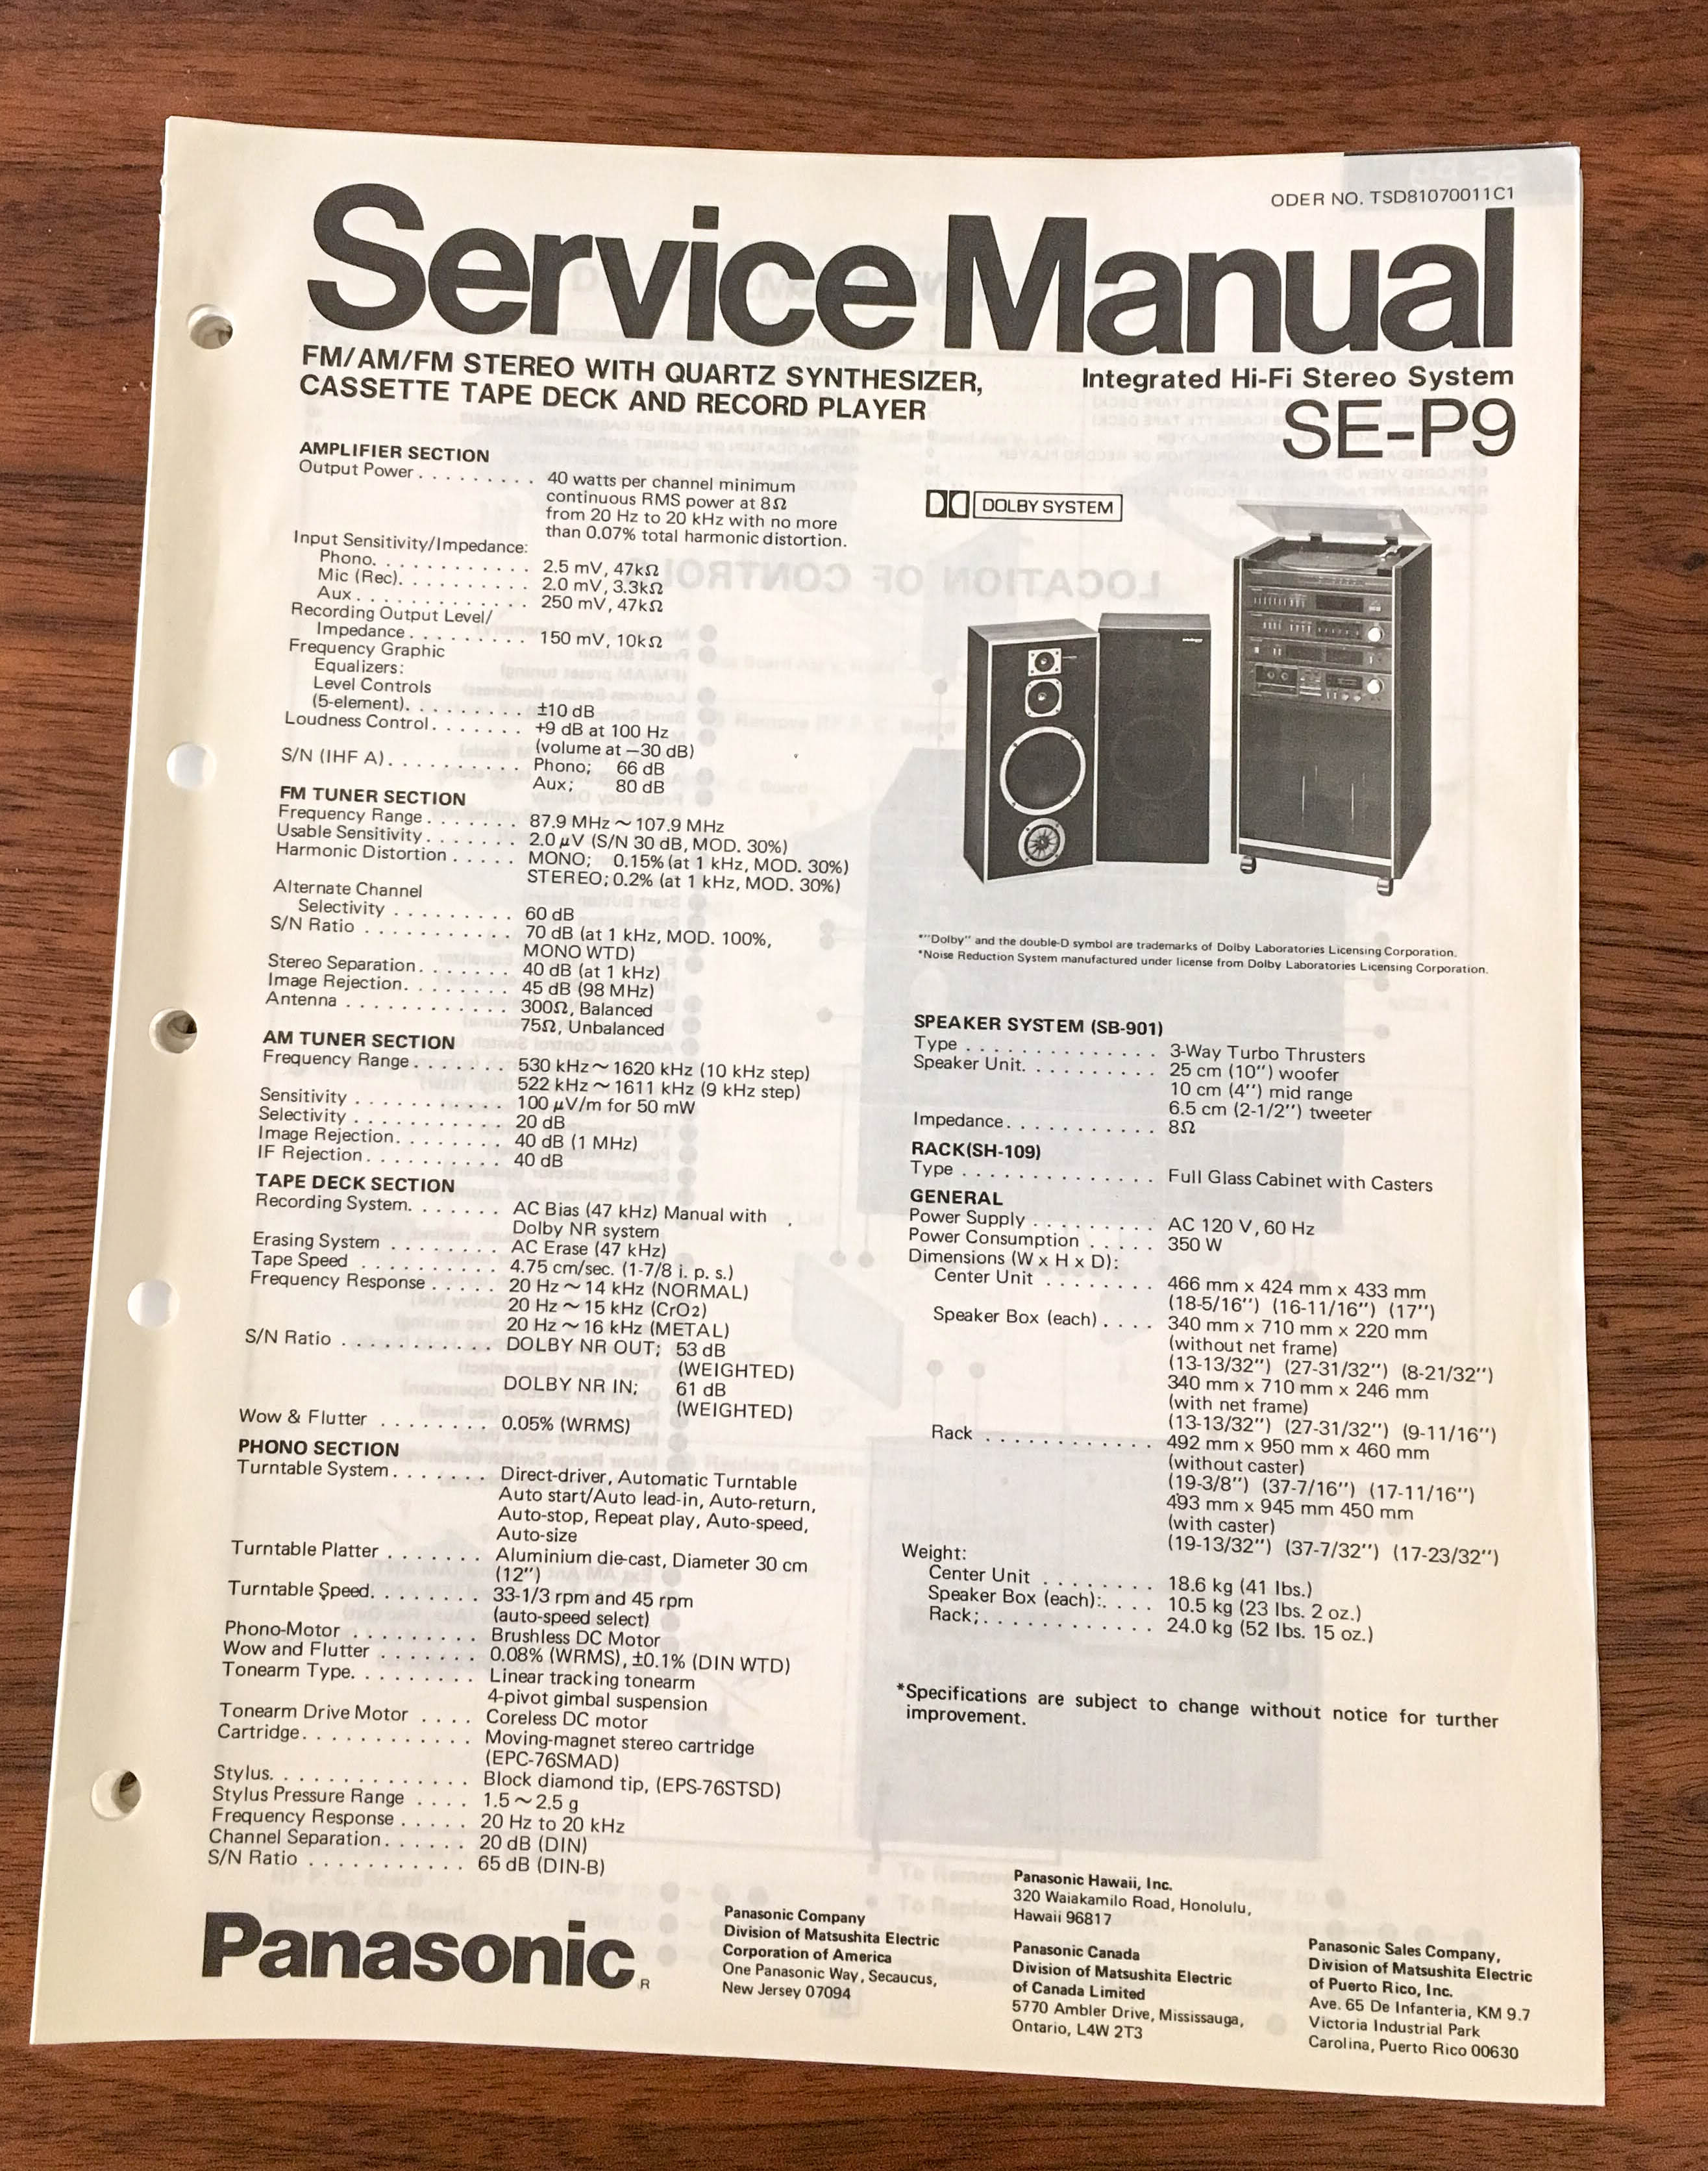 ODER NO. TSD81070011C1
Service Manual
FM/AM/FM STEREO WITH QUARTZ SYNTHESIZER,
CASSETTE TAPE DECK AND RECORD PLAYER
Integrated Hi-Fi Stereo System
SE-P9
AMPLIFIER SECTION
Output Power . . . . . . . . . 40 watts per channel minimum
continuous RMS power at 8Ω
from 20 Hz to 20 kHz with no more
than 0.07% total harmonic distortion.
Input Sensitivity/Impedance:
Phono. . . . . . . . . . . . 2.5 mV, 47kΩ
Mic (Rec). . . . . . . . . . 2.0 mV, 3.3kΩ
Aux . . . . . . . . . . . . . 250 mV, 47kΩ
Recording Output Level/
Impedance . . . . . . . . . 150 mV, 10kΩ
Frequency Graphic
Equalizers:
Level Controls
(5-element). . . . . . . . . ±10 dB
Loudness Control . . . . . . . +9 dB at 100 Hz
(volume at −30 dB)
S/N (IHF A). . . . . . . . . . Phono; 66 dB
Aux; 80 dB
FM TUNER SECTION
Frequency Range . . . . . . . 87.9 MHz ~ 107.9 MHz
Usable Sensitivity . . . . . . . 2.0 μV (S/N 30 dB, MOD. 30%)
Harmonic Distortion . . . . . MONO; 0.15% (at 1 kHz, MOD. 30%)
STEREO; 0.2% (at 1 kHz, MOD. 30%)
Alternate Channel
Selectivity . . . . . . . . . 60 dB
S/N Ratio . . . . . . . . . . . 70 dB (at 1 kHz, MOD. 100%,
MONO WTD)
Stereo Separation. . . . . . . 40 dB (at 1 kHz)
Image Rejection. . . . . . . . 45 dB (98 MHz)
Antenna . . . . . . . . . . . . 300Ω, Balanced
75Ω, Unbalanced
AM TUNER SECTION
Frequency Range . . . . . . . 530 kHz ~ 1620 kHz (10 kHz step)
522 kHz ~ 1611 kHz (9 kHz step)
Sensitivity . . . . . . . . . . . 100 μV/m for 50 mW
Selectivity . . . . . . . . . . . 20 dB
Image Rejection. . . . . . . . 40 dB (1 MHz)
IF Rejection . . . . . . . . . . 40 dB
TAPE DECK SECTION
Recording System. . . . . . . AC Bias (47 kHz) Manual with
Dolby NR system
Erasing System . . . . . . . . AC Erase (47 kHz)
Tape Speed . . . . . . . . . . 4.75 cm/sec. (1-7/8 i. p. s.)
Frequency Response . . . . . 20 Hz ~ 14 kHz (NORMAL)
20 Hz ~ 15 kHz (CrO2)
20 Hz ~ 16 kHz (METAL)
S/N Ratio . . . . . . . . . . . DOLBY NR OUT; 53 dB
(WEIGHTED)
DOLBY NR IN; 61 dB
(WEIGHTED)
Wow & Flutter . . . . . . . . 0.05% (WRMS)
PHONO SECTION
Turntable System . . . . . . . Direct-driver, Automatic Turntable
Auto start/Auto lead-in, Auto-return,
Auto-stop, Repeat play, Auto-speed,
Auto-size
Turntable Platter . . . . . . . Aluminium die-cast, Diameter 30 cm
(12'')
Turntable Speed. . . . . . . . 33-1/3 rpm and 45 rpm
(auto-speed select)
Phono-Motor . . . . . . . . . Brushless DC Motor
Wow and Flutter . . . . . . . 0.08% (WRMS), ±0.1% (DIN WTD)
Tonearm Type. . . . . . . . . Linear tracking tonearm
4-pivot gimbal suspension
Tonearm Drive Motor . . . . Coreless DC motor
Cartridge. . . . . . . . . . . . Moving-magnet stereo cartridge
(EPC-76SMAD)
Stylus. . . . . . . . . . . . . . Block diamond tip, (EPS-76STSD)
Stylus Pressure Range . . . . 1.5 ~ 2.5 g
Frequency Response . . . . . 20 Hz to 20 kHz
Channel Separation . . . . . . 20 dB (DIN)
S/N Ratio . . . . . . . . . . . 65 dB (DIN-B)
DOLBY SYSTEM
*"Dolby" and the double-D symbol are trademarks of Dolby Laboratories Licensing Corporation.
*Noise Reduction System manufactured under license from Dolby Laboratories Licensing Corporation.
SPEAKER SYSTEM (SB-901)
Type . . . . . . . . . . . . . . 3-Way Turbo Thrusters
Speaker Unit. . . . . . . . . . 25 cm (10'') woofer
10 cm (4'') mid range
6.5 cm (2-1/2'') tweeter
Impedance. . . . . . . . . . . 8Ω
RACK(SH-109)
Type . . . . . . . . . . . . . . Full Glass Cabinet with Casters
GENERAL
Power Supply . . . . . . . . . AC 120 V, 60 Hz
Power Consumption . . . . . 350 W
Dimensions (W x H x D):
Center Unit . . . . . . . . 466 mm x 424 mm x 433 mm
(18-5/16'') (16-11/16'') (17'')
Speaker Box (each) . . . . 340 mm x 710 mm x 220 mm
(without net frame)
(13-13/32'') (27-31/32'') (8-21/32'')
340 mm x 710 mm x 246 mm
(with net frame)
(13-13/32'') (27-31/32'') (9-11/16'')
Rack . . . . . . . . . . . . 492 mm x 950 mm x 460 mm
(without caster)
(19-3/8'') (37-7/16'') (17-11/16'')
493 mm x 945 mm 450 mm
(with caster)
(19-13/32'') (37-7/32'') (17-23/32'')
Weight:
Center Unit . . . . . . . . 18.6 kg (41 lbs.)
Speaker Box (each):. . . . 10.5 kg (23 lbs. 2 oz.)
Rack;. . . . . . . . . . . . 24.0 kg (52 lbs. 15 oz.)
*Specifications are subject to change without notice for turther
improvement.
Panasonic R
Panasonic Company
Division of Matsushita Electric
Corporation of America
One Panasonic Way, Secaucus,
New Jersey 07094
Panasonic Hawaii, Inc.
320 Waiakamilo Road, Honolulu,
Hawaii 96817
Panasonic Canada
Division of Matsushita Electric
of Canada Limited
5770 Ambler Drive, Mississauga,
Ontario, L4W 2T3
Panasonic Sales Company,
Division of Matsushita Electric
of Puerto Rico, Inc.
Ave. 65 De Infanteria, KM 9.7
Victoria Industrial Park
Carolina, Puerto Rico 00630